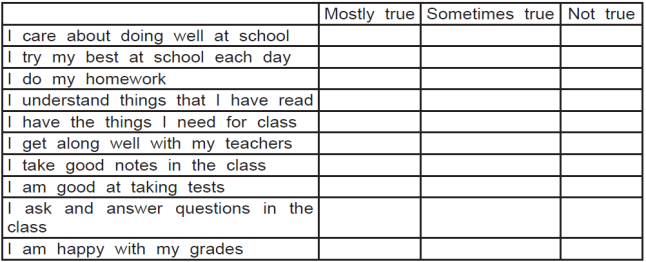 Mostly true Sometimes true Not true
I care about doing well at school
I try my best at school each day
I do my homework
I understand things that I have read
I have the things I need for class
I get along well with my teachers
I take good notes in the class
I am good at taking tests
I ask and answer questions in the
class
I am happy with my grades